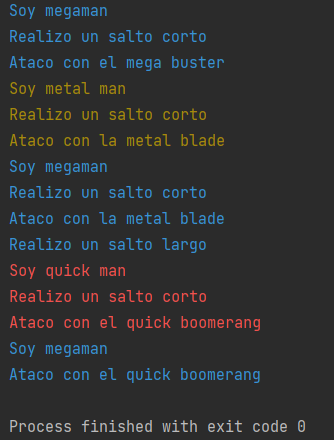 Soy megaman
Realizo un salto corto
Ataco con el mega buster
Soy metal man
Realizo un salto corto
Ataco con la metal blade
Soy megaman
Realizo un salto corto
Ataco con la metal blade
Realizo un salto largo
Soy quick man
Realizo un salto corto
Ataco con el quick boomerang
Soy megaman
Ataco con el quick boomerang
Process finished with exit code 0